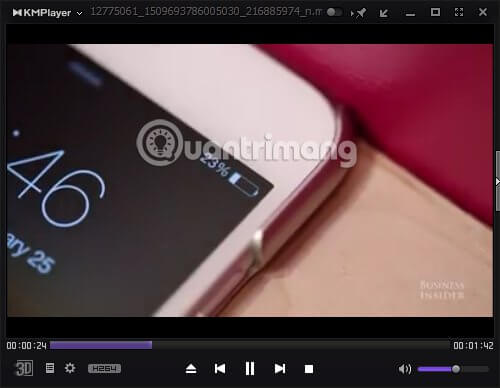 KMPlayer 12775061_1509693786005030_216885974_n.m
Quantrimang
23%
46
ary 25
BUSINESS
INSIDER
00:00:24
00:01:42
3D
H264